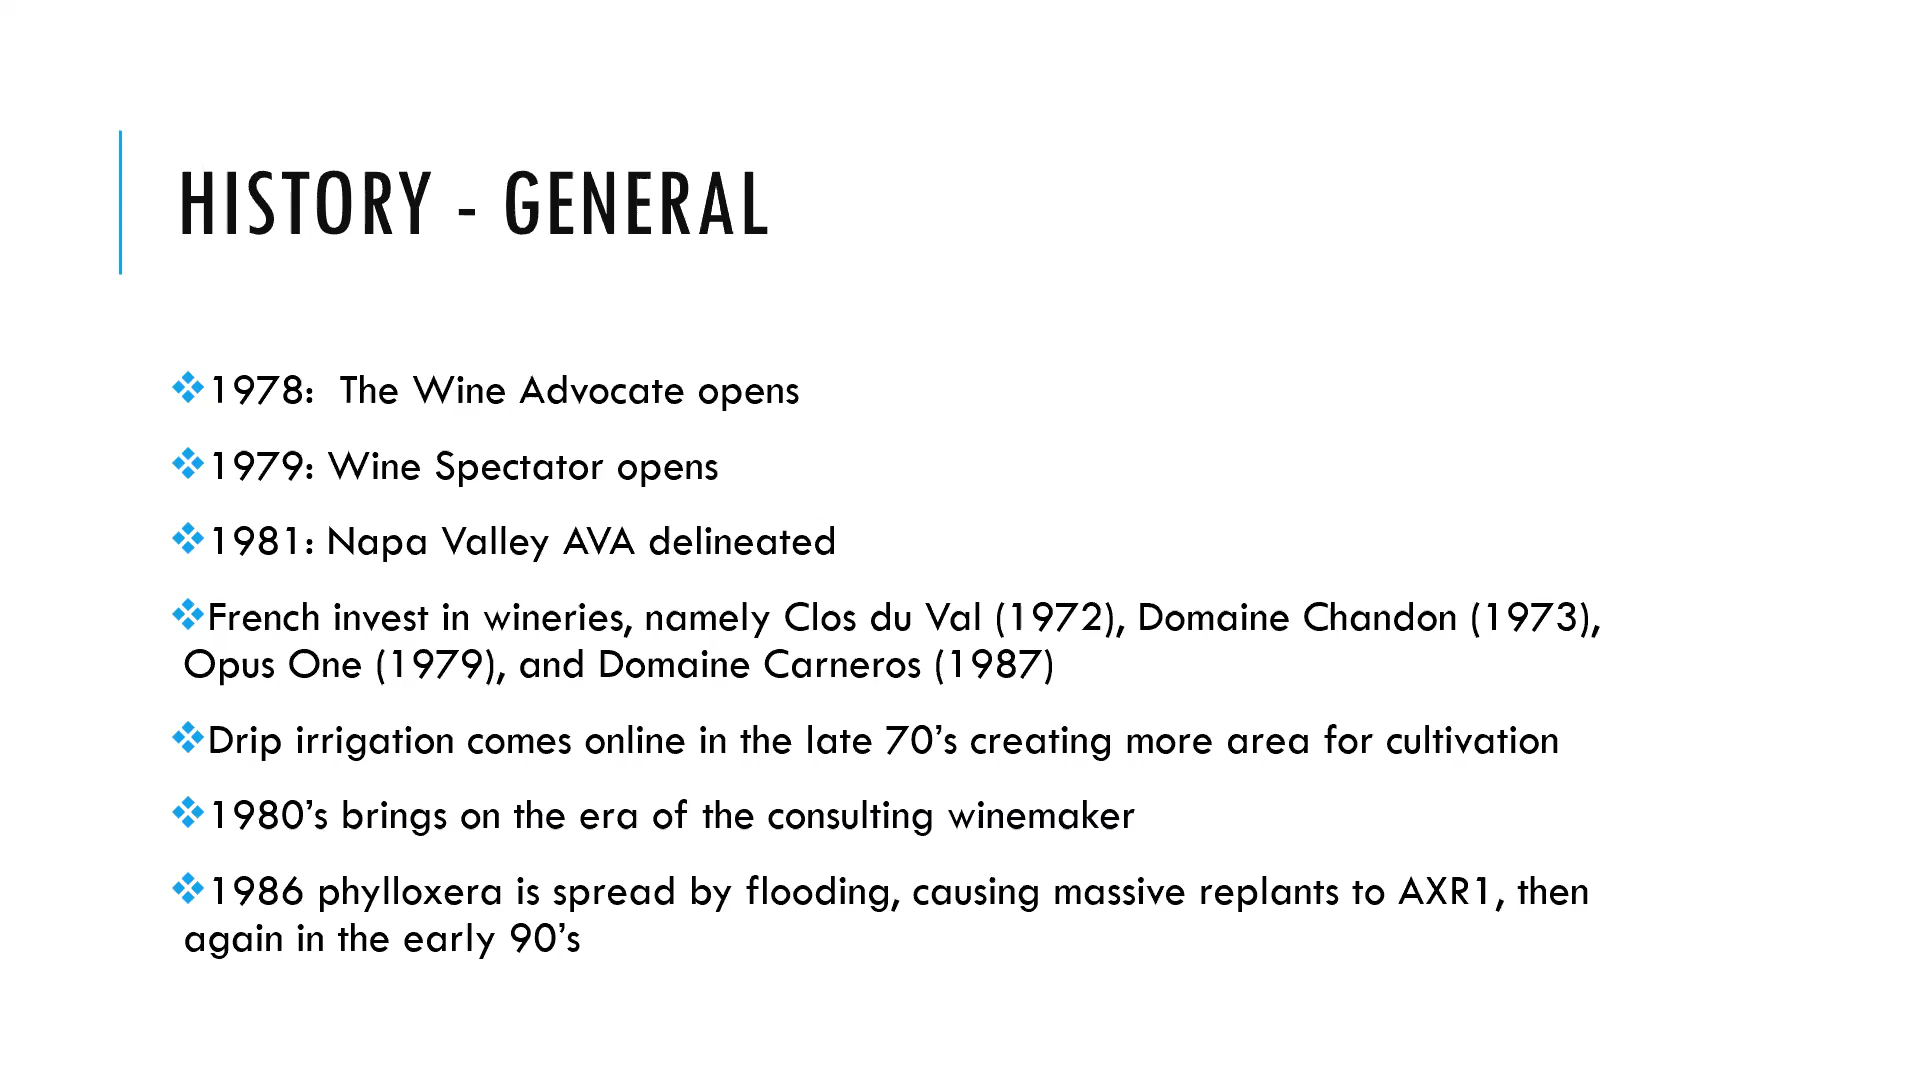 HISTORY - GENERAL
1978:  The Wine Advocate opens
1979: Wine Spectator opens
1981: Napa Valley AVA delineated
French invest in wineries, namely Clos du Val (1972), Domaine Chandon (1973),
Opus One (1979), and Domaine Carneros (1987)
Drip irrigation comes online in the late 70’s creating more area for cultivation
1980’s brings on the era of the consulting winemaker
1986 phylloxera is spread by flooding, causing massive replants to AXR1, then
again in the early 90’s